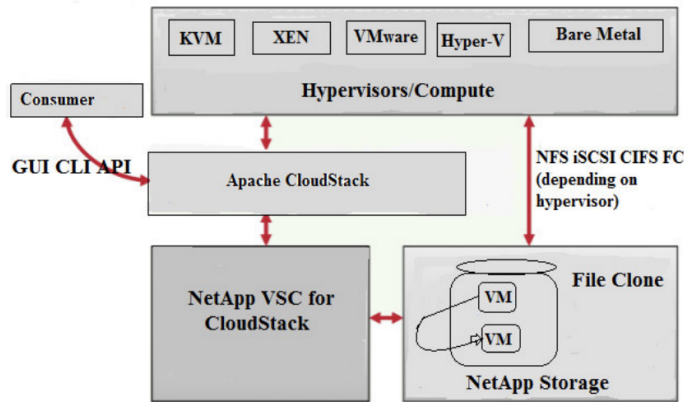 KVM
XEN
VMware
Hyper-V
Bare Metal
Hypervisors/Compute
Consumer
GUI CLI API
NFS iSCSI CIFS FC
(depending on
hypervisor)
Apache CloudStack
NetApp VSC for
CloudStack
File Clone
VM
VM
NetApp Storage